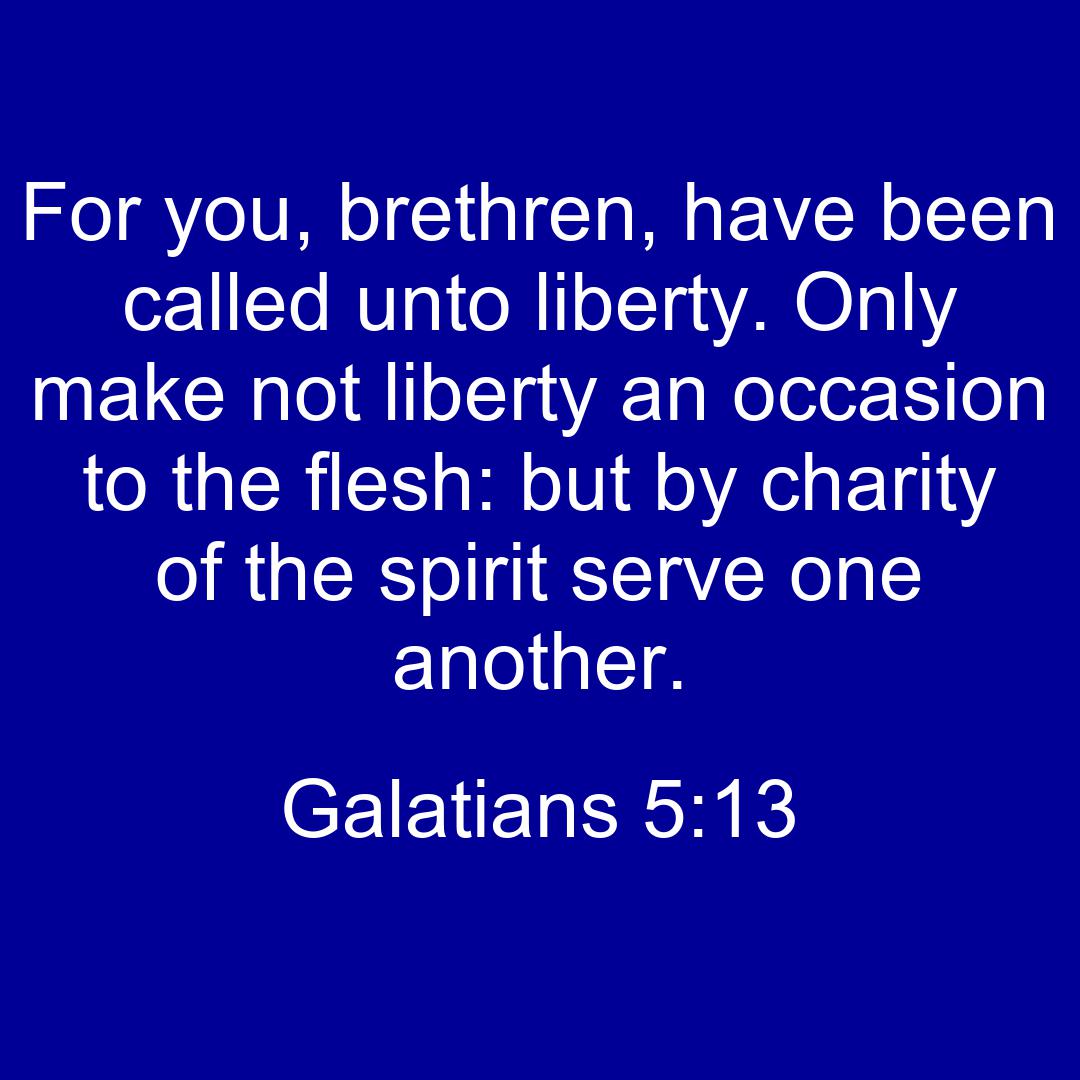 For you, brethren, have been
called unto liberty. Only
make not liberty an occasion
to the flesh: but by charity
of the spirit serve one
another.
Galatians 5:13